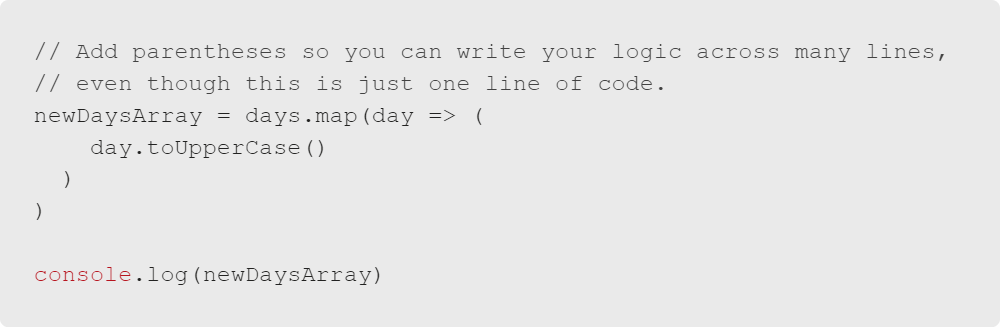 // Add parentheses so you can write your logic across many lines,
// even though this is just one line of code.
newDaysArray = days.map(day => (
    day.toUpperCase()
  )
)

console.log(newDaysArray)